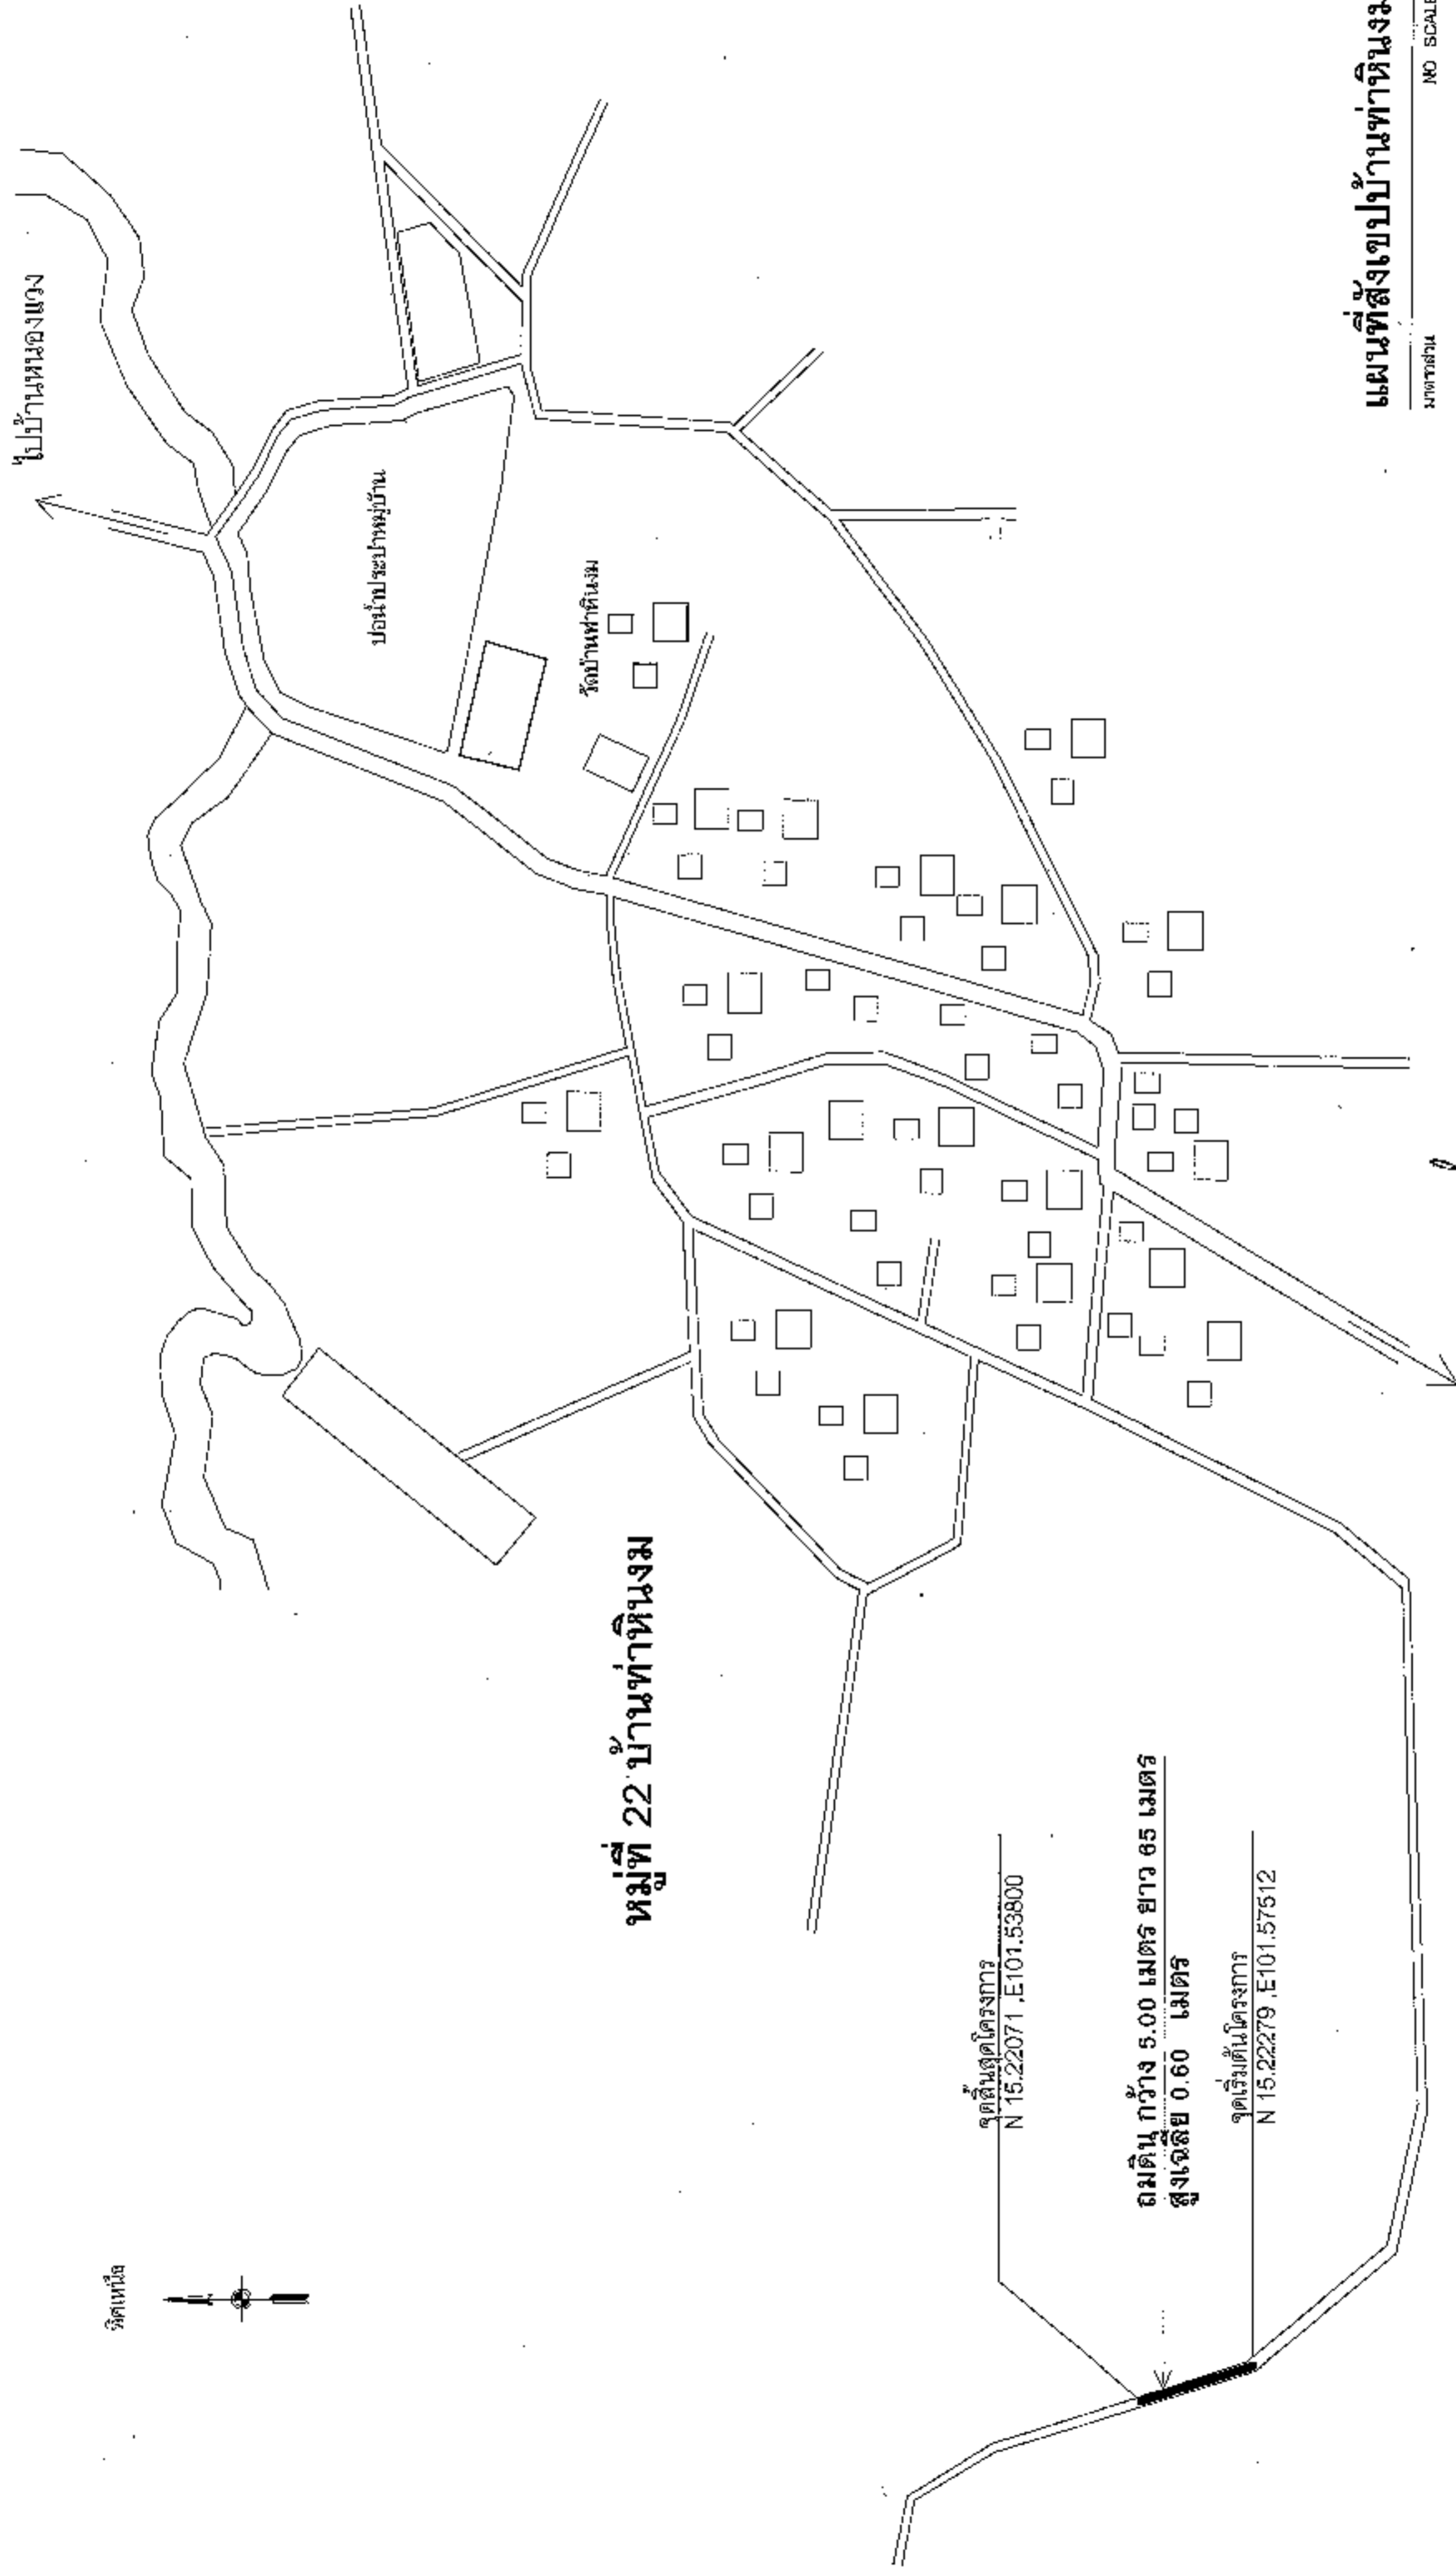 ทิศเหนือ
ไปบ้านหนองแวง
บ่อน้ำประปาหมู่บ้าน
วัดบ้านท่าหินงม
หมู่ที่ 22 บ้านท่าหินงม
จุดสิ้นสุดโครงการ
N 15.22071 ,E101.53800
ถมดิน กว้าง 5.00 เมตร ยาว 65 เมตร
สูงเฉลี่ย 0.60 เมตร
จุดเริ่มต้นโครงการ
N 15.22279 ,E101.57512
แผนที่สังเขปบ้านท่าหินงม
มาตราส่วน NO SCALE